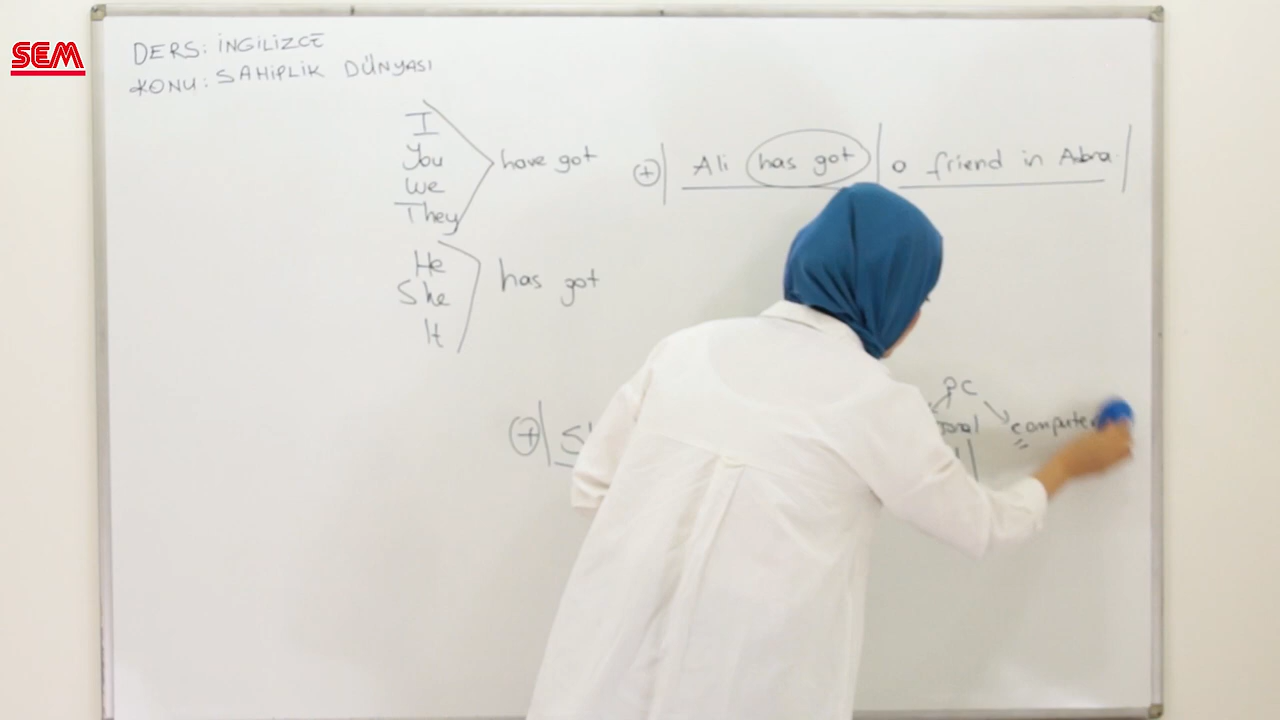 SEM
DERS: İNGİLİZCE
KONU: SAHİPLİK DÜNYASI
I
You
We
They
have got
He
She
It
has got
(+) Ali has got a friend in
PC
computer
(+)